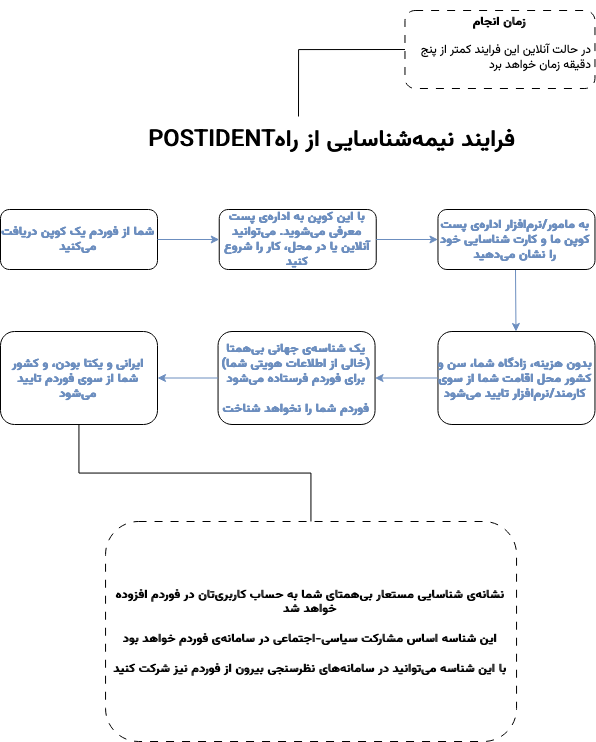 زمان انجام
در حالت آنلاین این فرایند کمتر از پنج
دقیقه زمان خواهد برد
فرایند نیمه‌شناسایی از راه POSTIDENT
شما از فوردم یک کوپن دریافت
می‌کنید
با این کوپن به اداره‌ی پست
معرفی می‌شوید. می‌توانید
آنلاین یا در محل، کار را شروع
کنید
به مامور/نرم‌افزار اداره‌ی پست
کوپن ما و کارت شناسایی خود
را نشان می‌دهید
بدون هزینه، زادگاه شما، سن و
کشور محل اقامت شما از سوی
کارمند/نرم‌افزار تایید می‌شود
یک شناسه‌ی جهانی بی‌همتا
(خالی از اطلاعات هویتی شما)
برای فوردم فرستاده می‌شود
فوردم شما را نخواهد شناخت
ایرانی و یکتا بودن، و کشور
شما از سوی فوردم تایید
می‌شود
نشانه‌ی شناسایی مستعار بی‌همتای شما به حساب کاربری‌تان در فوردم افزوده
خواهد شد
این شناسه اساس مشارکت سیاسی-اجتماعی در سامانه‌ی فوردم خواهد بود
با این شناسه می‌توانید در سامانه‌های نظرسنجی بیرون از فوردم نیز شرکت کنید